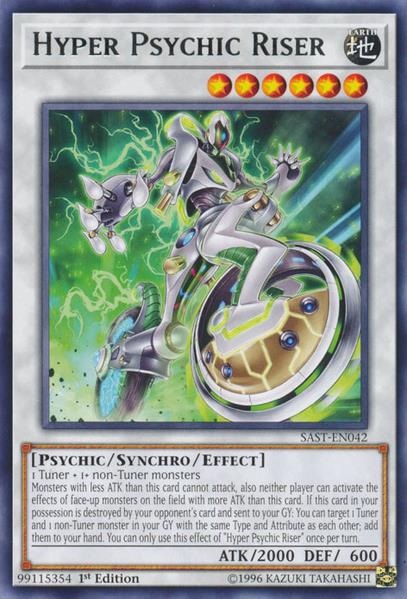 HYPER PSYCHIC RISER
EARTH
地
SAST-EN042
[PSYCHIC/SYNCHRO/EFFECT]
1 Tuner + 1+ non-Tuner monsters
Monsters with less ATK than this card cannot attack, also neither player can activate the
effects of face-up monsters on the field with more ATK than this card. If this card in your
possession is destroyed by your opponent's card and sent to your GY: You can target 1 Tuner
and 1 non-Tuner monster in your GY with the same Type and Attribute as each other; add
them to your hand. You can only use this effect of "Hyper Psychic Riser" once per turn.
ATK/2000 DEF/ 600
99115354 1st Edition ©1996 KAZUKI TAKAHASHI